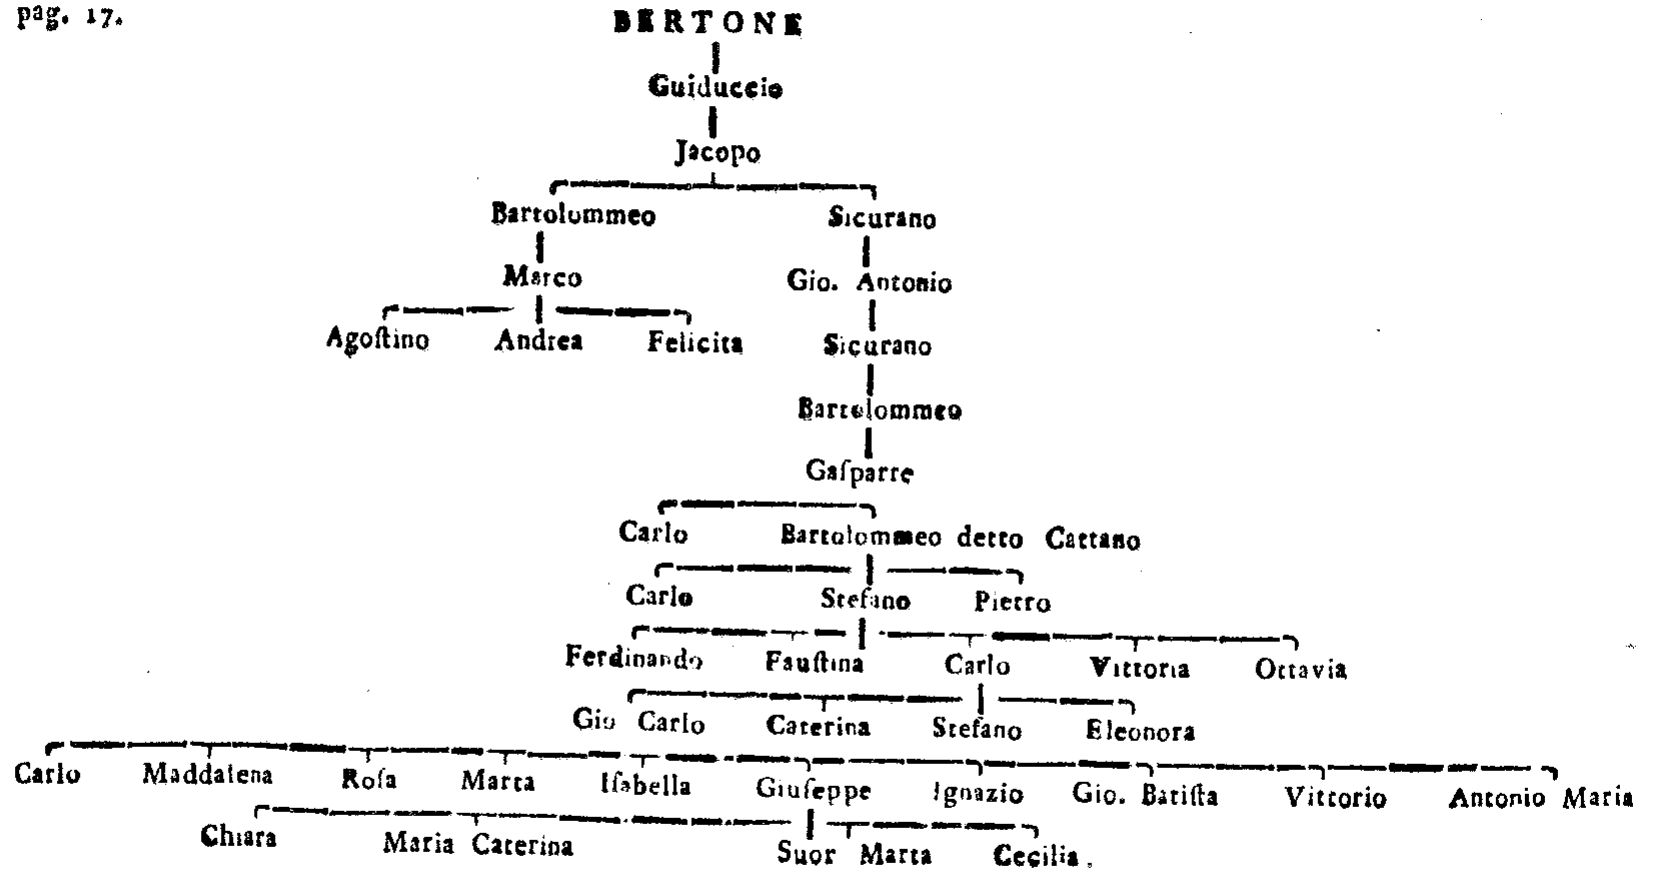 pag. 17.
BERTONE
Guiduccio
Jacopo
Bartolommeo Sicurano
Marco Gio. Antonio
Agoſtino Andrea Felicita Sicurano
Bartolommeo
Gaſparre
Carlo Bartolommeo detto Cattano
Carlo Stefano Pietro
Ferdinando Fauſtina Carlo Vittoria Ottavia
Gio Carlo Caterina Stefano Eleonora
Carlo Maddalena Roſa Marta Iſabella Giuſeppe Ignazio Gio. Batiſta Vittorio Antonio Maria
Chiara Maria Caterina Suor Marta Cecilia.